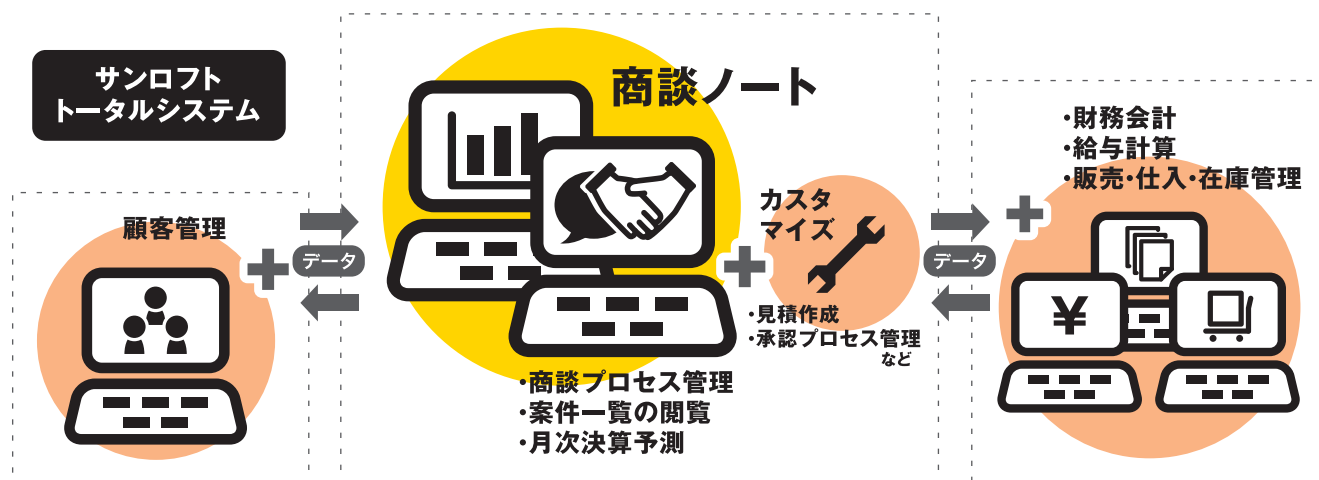 サンロフト
トータルシステム
顧客管理
データ
商談ノート
・商談プロセス管理
・案件一覧の閲覧
・月次決算予測
カスタ
マイズ
・見積作成
・承認プロセス管理
など
データ
・財務会計
・給与計算
・販売・仕入・在庫管理
¥